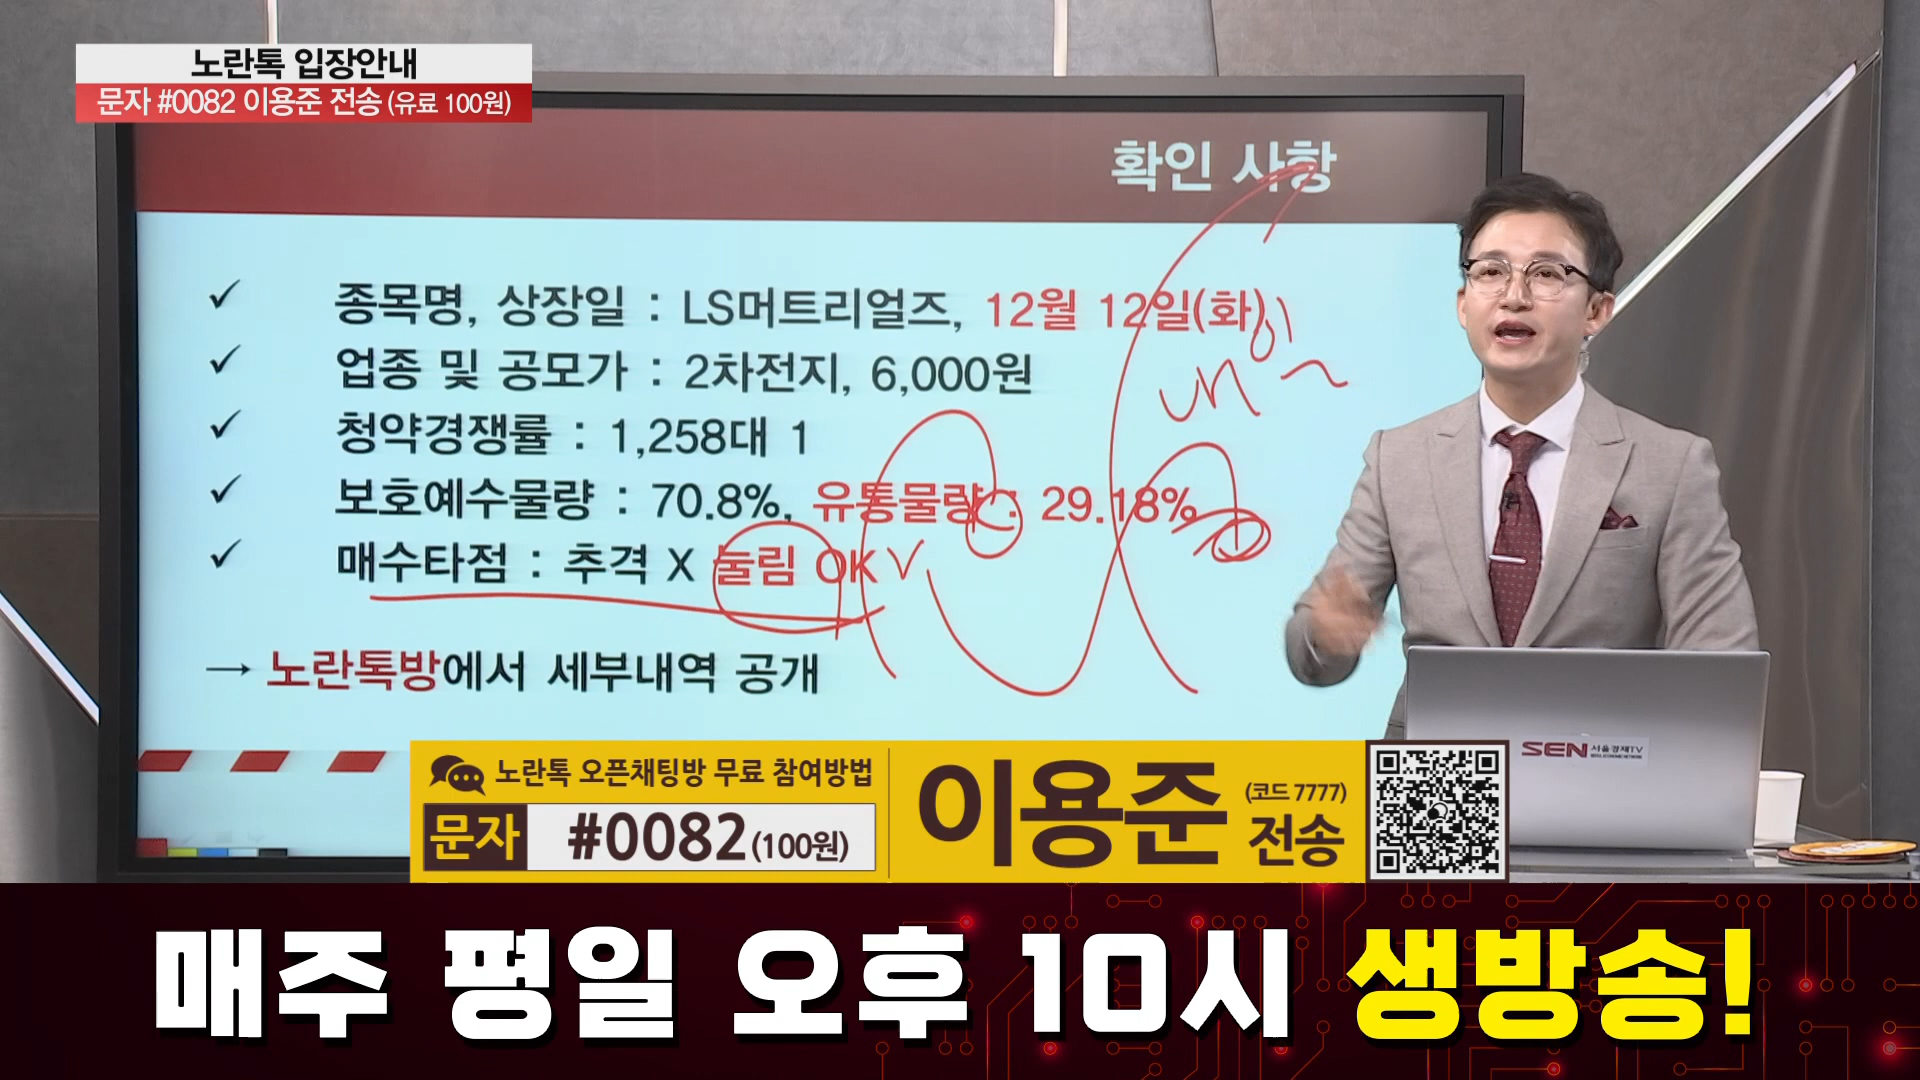 노란톡 입장안내
문자 #0082 이용준 전송 (유료 100원)
확인 사항
✓ 종목명, 상장일 : LS머트리얼즈, 12월 12일(화)
✓ 업종 및 공모가 : 2차전지, 6,000원
✓ 청약경쟁률 : 1,258대 1
✓ 보호예수물량 : 70.8%, 유통물량 : 29.18%
✓ 매수타점 : 추격 X 눌림 OK
→ 노란톡방에서 세부내역 공개
SEN 서울경제TV
노란톡 오픈채팅방 무료 참여방법
문자 #0082 (100원)
이용준 (코드 7777) 전송
매주 평일 오후 10시 생방송!